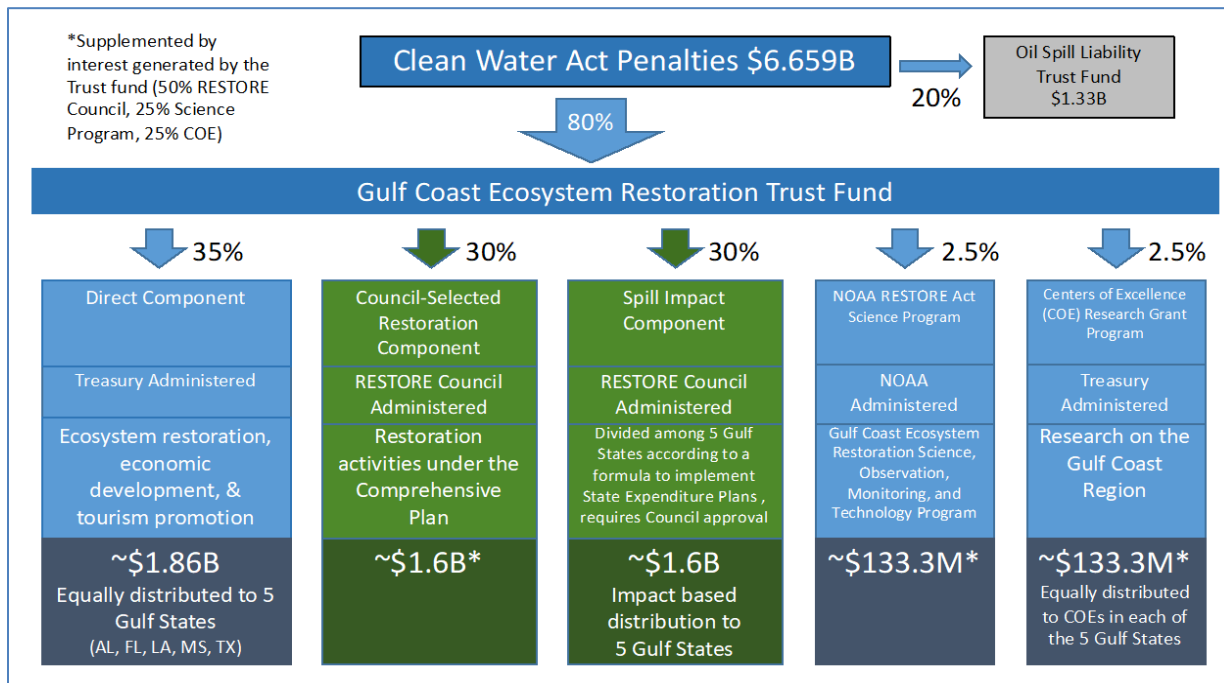 *Supplemented by
interest generated by the
Trust fund (50% RESTORE
Council, 25% Science
Program, 25% COE)
Clean Water Act Penalties $6.659B
20%
Oil Spill Liability
Trust Fund
$1.33B
80%
Gulf Coast Ecosystem Restoration Trust Fund
35%
30%
30%
2.5%
2.5%
Direct Component
Treasury Administered
Ecosystem restoration,
economic
development, &
tourism promotion
~$1.86B
Equally distributed to 5
Gulf States
(AL, FL, LA, MS, TX)
Council-Selected
Restoration
Component
RESTORE Council
Administered
Restoration
activities under the
Comprehensive
Plan
~$1.6B*
Spill Impact
Component
RESTORE Council
Administered
Divided among 5 Gulf
States according to a
formula to implement
State Expenditure Plans ,
requires Council approval
~$1.6B
Impact based
distribution to
5 Gulf States
NOAA RESTORE Act
Science Program
NOAA
Administered
Gulf Coast Ecosystem
Restoration Science,
Observation,
Monitoring, and
Technology Program
~$133.3M*
Centers of Excellence
(COE) Research Grant
Program
Treasury
Administered
Research on the
Gulf Coast
Region
~$133.3M*
Equally distributed
to COEs in each of
the 5 Gulf States